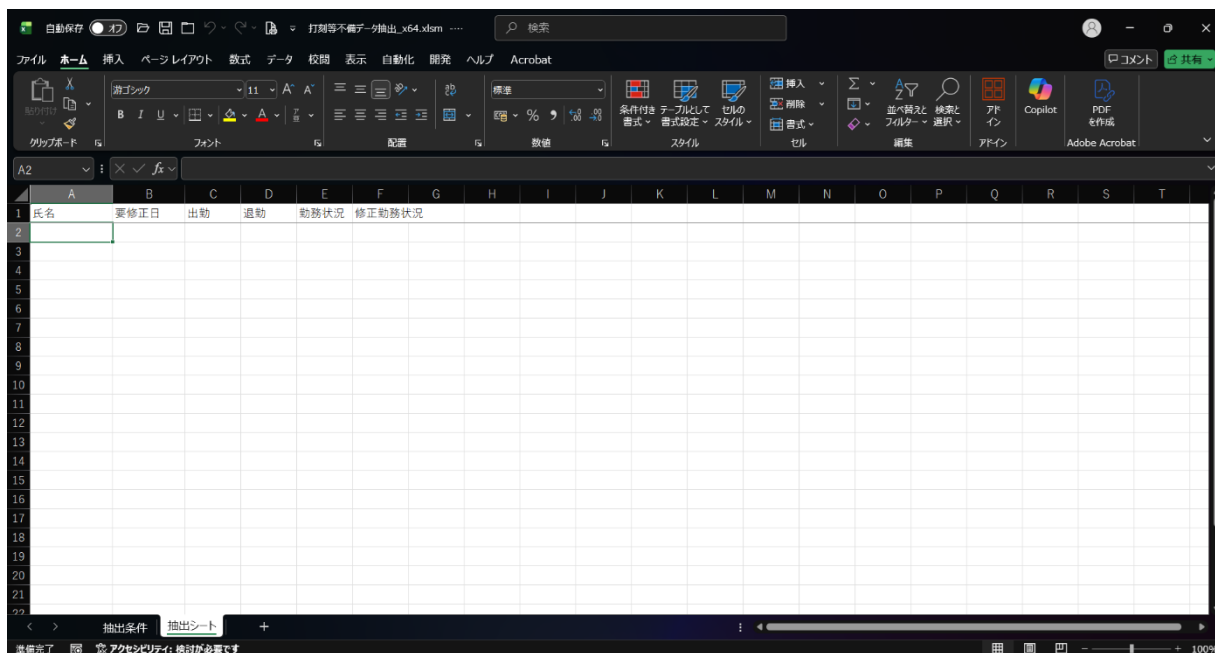 自動保存 オフ 打刻等不備データ抽出_x64.xlsm ···· 検索
ファイル ホーム 挿入 ページ レイアウト 数式 データ 校閲 表示 自動化 開発 ヘルプ Acrobat コメント 共有
貼り付け 游ゴシック 11 標準 条件付き書式 テーブルとして書式設定 セルのスタイル 挿入 削除 書式 並べ替えと フィルター 検索と選択 アドイン Copilot PDFを作成
クリップボード フォント 配置 数値 スタイル セル 編集 アドイン Adobe Acrobat
A2 fx
A B C D E F G H I J K L M N O P Q R S T
1 氏名 要修正日 出勤 退勤 勤務状況 修正勤務状況
2
3
4
5
6
7
8
9
10
11
12
13
14
15
16
17
18
19
20
21
22
抽出条件 抽出シート +
準備完了 アクセシビリティ: 検討が必要です 100%